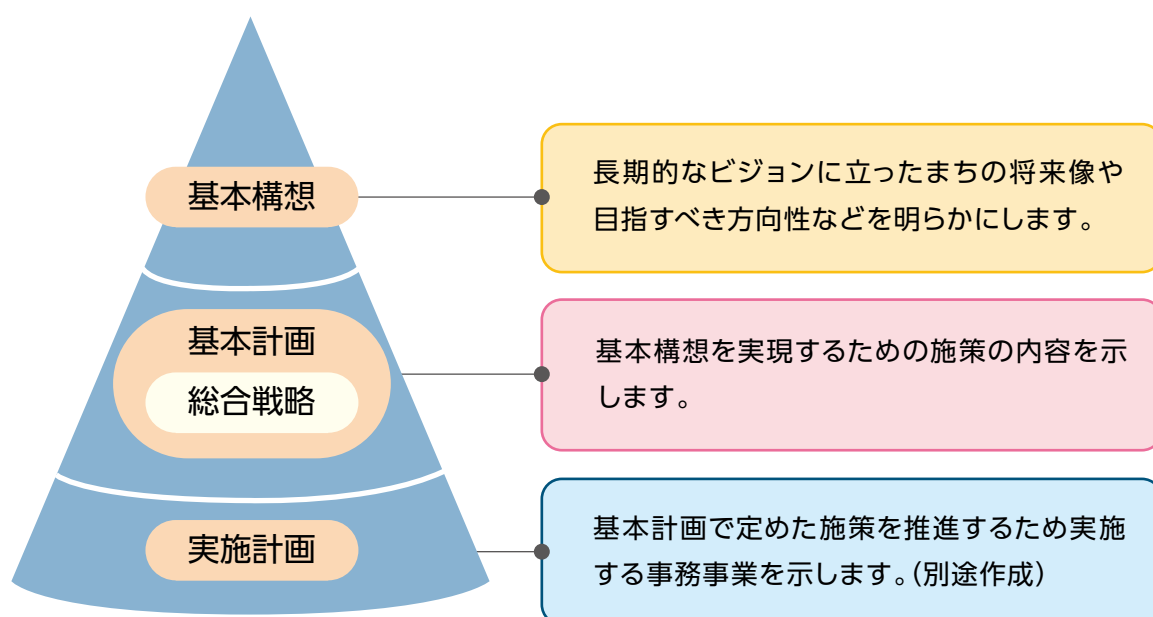 基本構想
長期的なビジョンに立ったまちの将来像や
目指すべき方向性などを明らかにします。
基本計画
総合戦略
基本構想を実現するための施策の内容を示
します。
実施計画
基本計画で定めた施策を推進するため実施
する事務事業を示します。(別途作成)